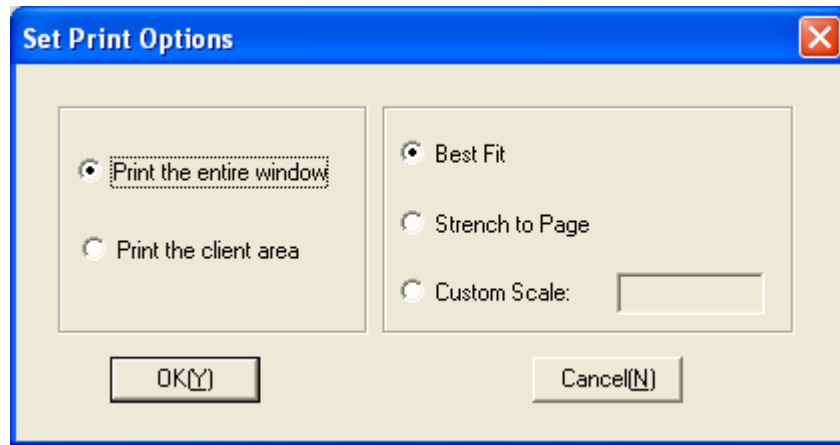 Set Print Options
Print the entire window
Print the client area
Best Fit
Strench to Page
Custom Scale:
OK(Y)
Cancel(N)